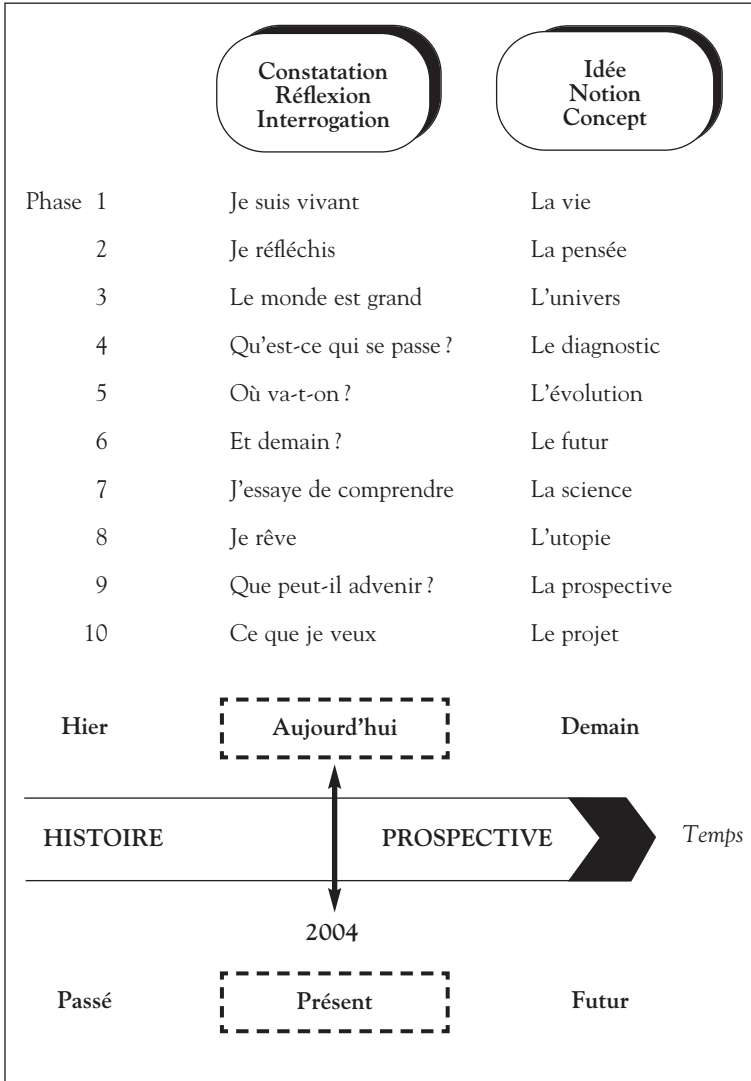 Constatation
Réflexion
Interrogation
Idée
Notion
Concept
Phase 1 Je suis vivant La vie
2 Je réfléchis La pensée
3 Le monde est grand L'univers
4 Qu'est-ce qui se passe ? Le diagnostic
5 Où va-t-on ? L'évolution
6 Et demain ? Le futur
7 J'essaye de comprendre La science
8 Je rêve L'utopie
9 Que peut-il advenir ? La prospective
10 Ce que je veux Le projet
Hier Aujourd'hui Demain
HISTOIRE PROSPECTIVE Temps
2004
Passé Présent Futur